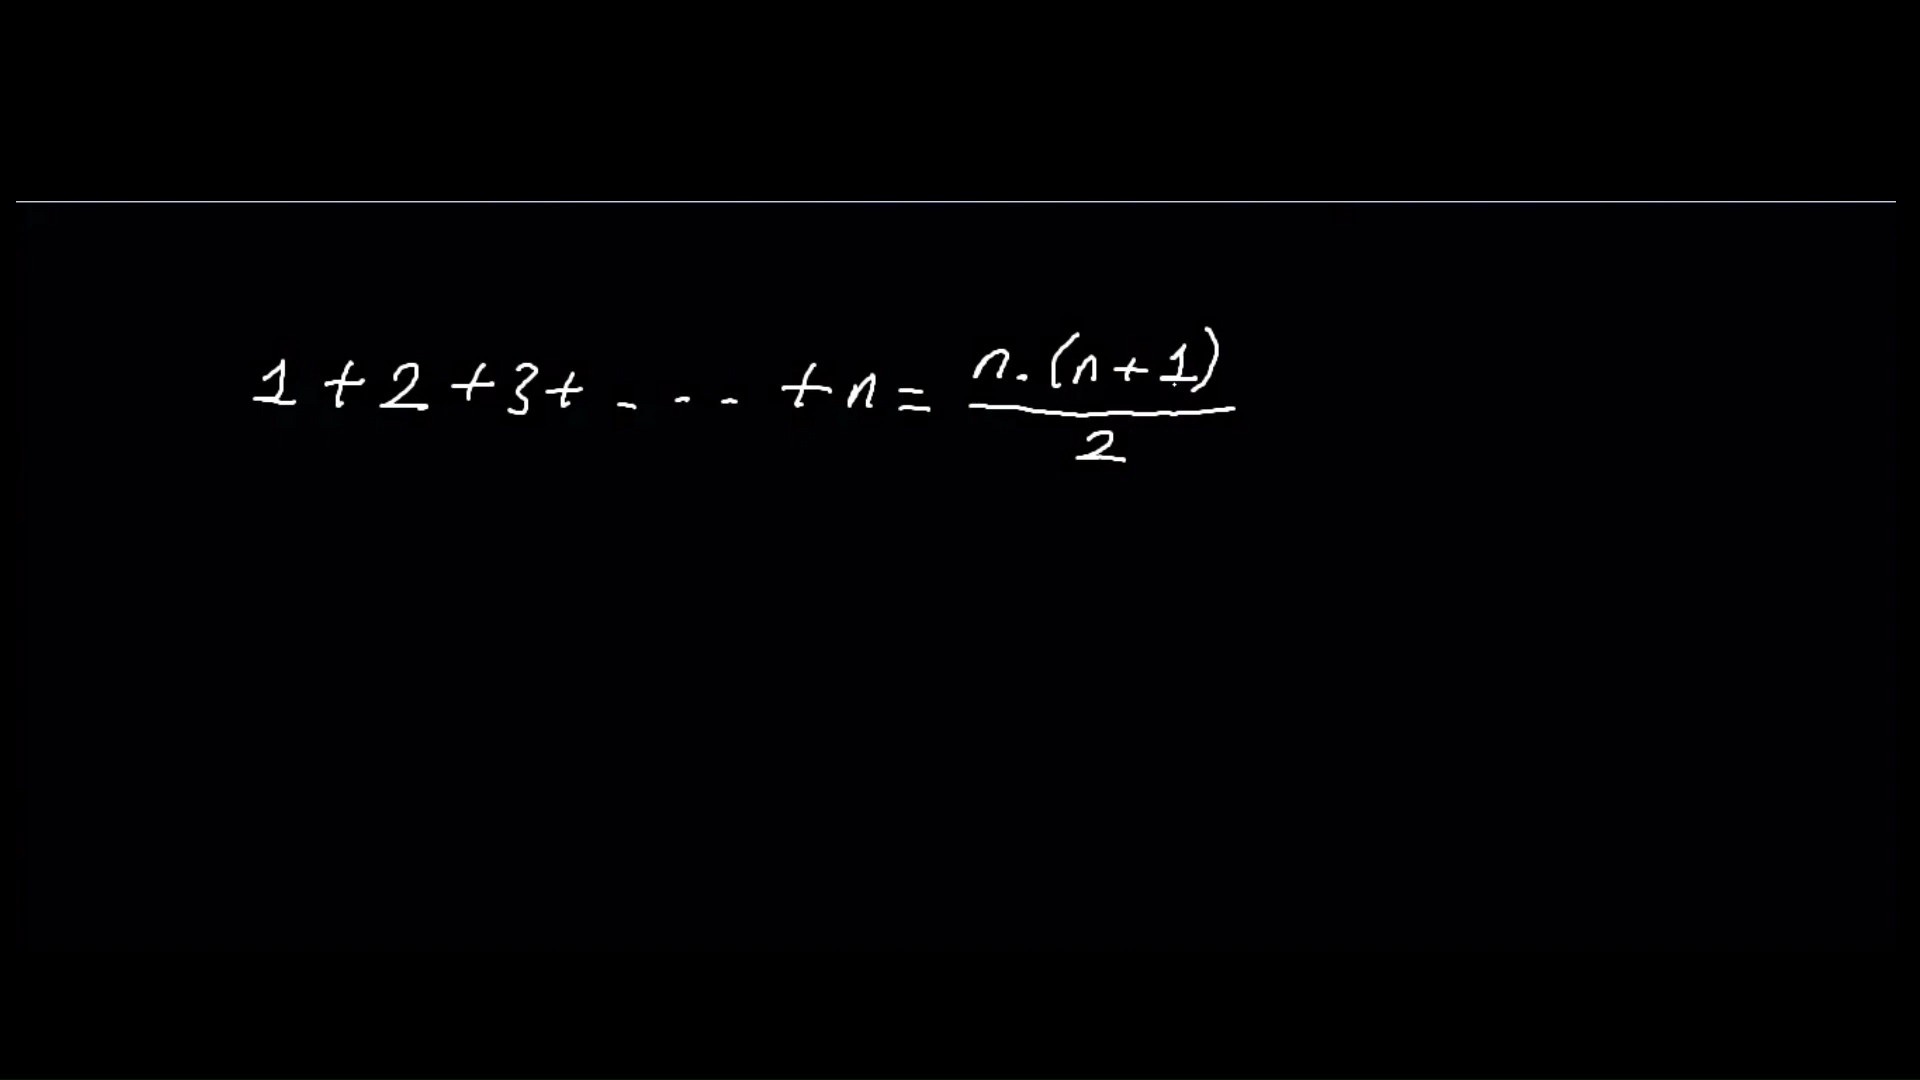 1 + 2 + 3 + . . . . + n = n . (n + 1) / 2